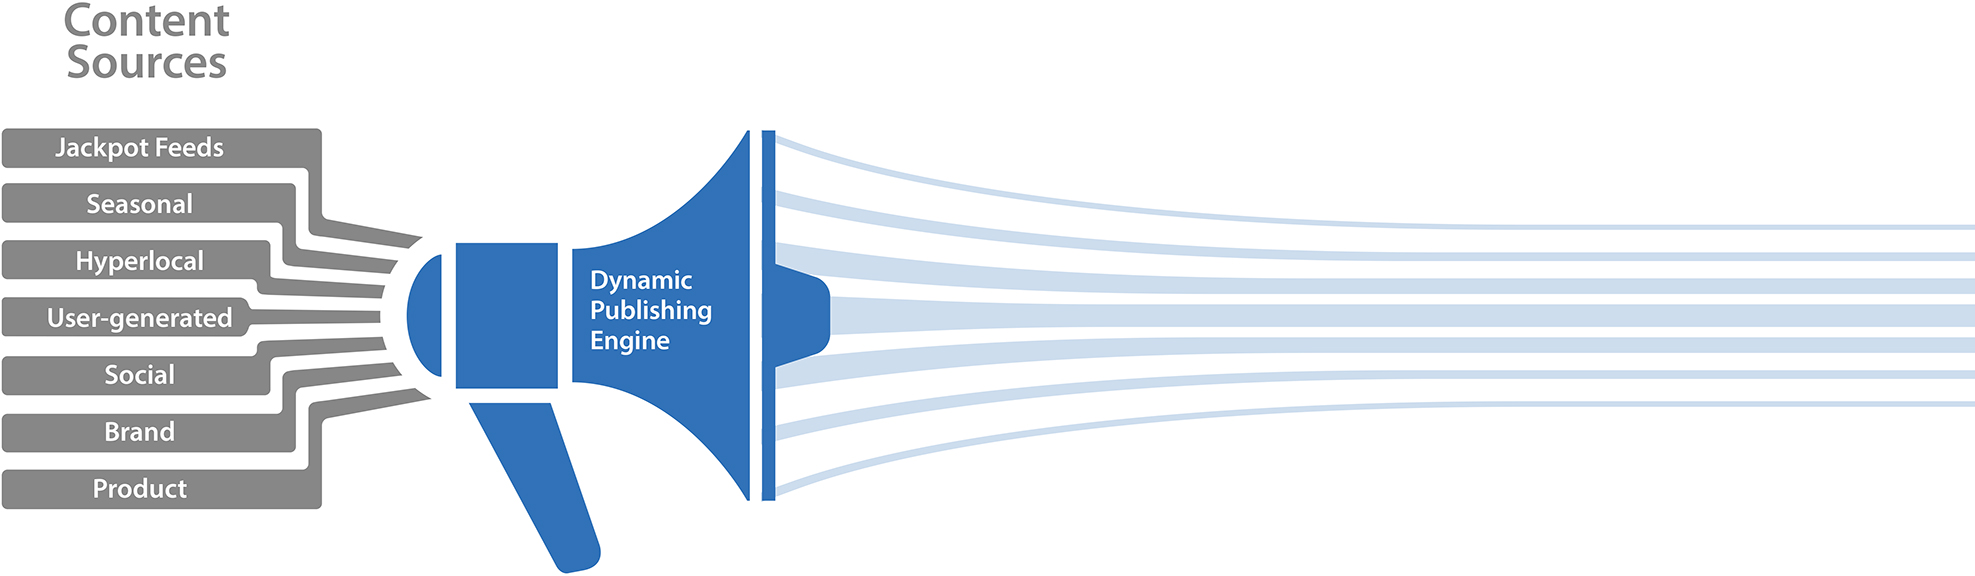 Content
Sources
Jackpot Feeds
Seasonal
Hyperlocal
User-generated
Social
Brand
Product
Dynamic
Publishing
Engine